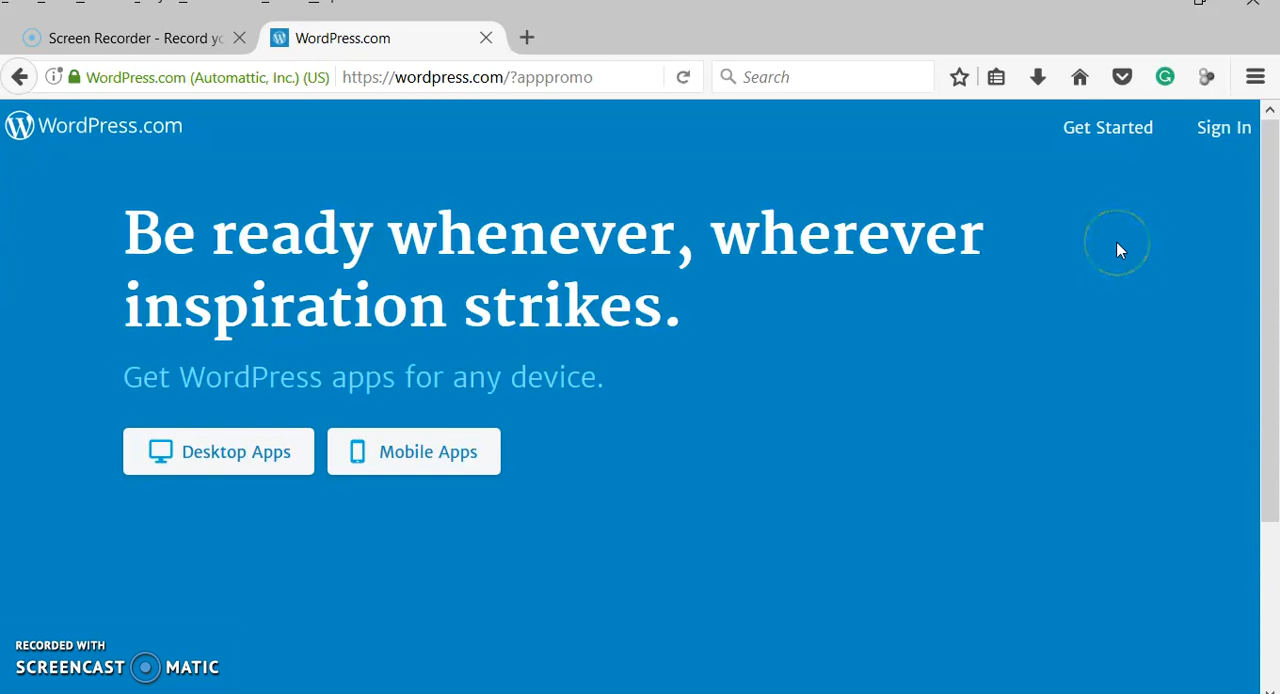 Screen Recorder - Record yo
WordPress.com
WordPress.com (Automattic, Inc.) (US)
https://wordpress.com/?apppromo
Search
WordPress.com
Get Started
Sign In
Be ready whenever, wherever
inspiration strikes.
Get WordPress apps for any device.
Desktop Apps
Mobile Apps
RECORDED WITH
SCREENCAST MATIC